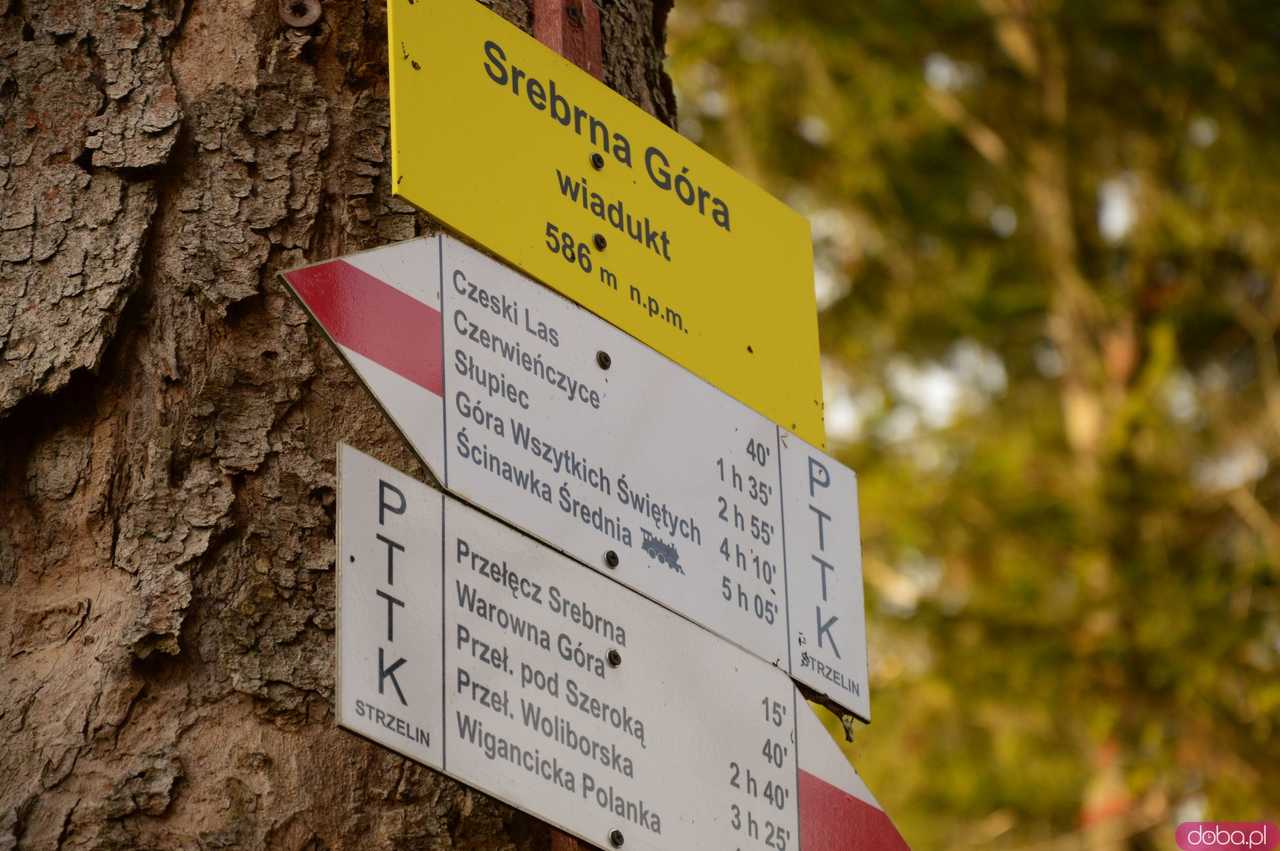 Srebrna Góra
wiadukt
586 m n.p.m.
Czeski Las 40'
Czerwieńczyce 1 h 35'
Słupiec 2 h 55'
Góra Wszytkich Świętych 4 h 10'
Ścinawka Średnia 5 h 05'
PTTK
STRZELIN
PTTK
STRZELIN
Przełęcz Srebrna 15'
Warowna Góra 40'
Przeł. pod Szeroką 2 h 40'
Przeł. Woliborska 3 h 25'
Wigancicka Polanka
doba.pl